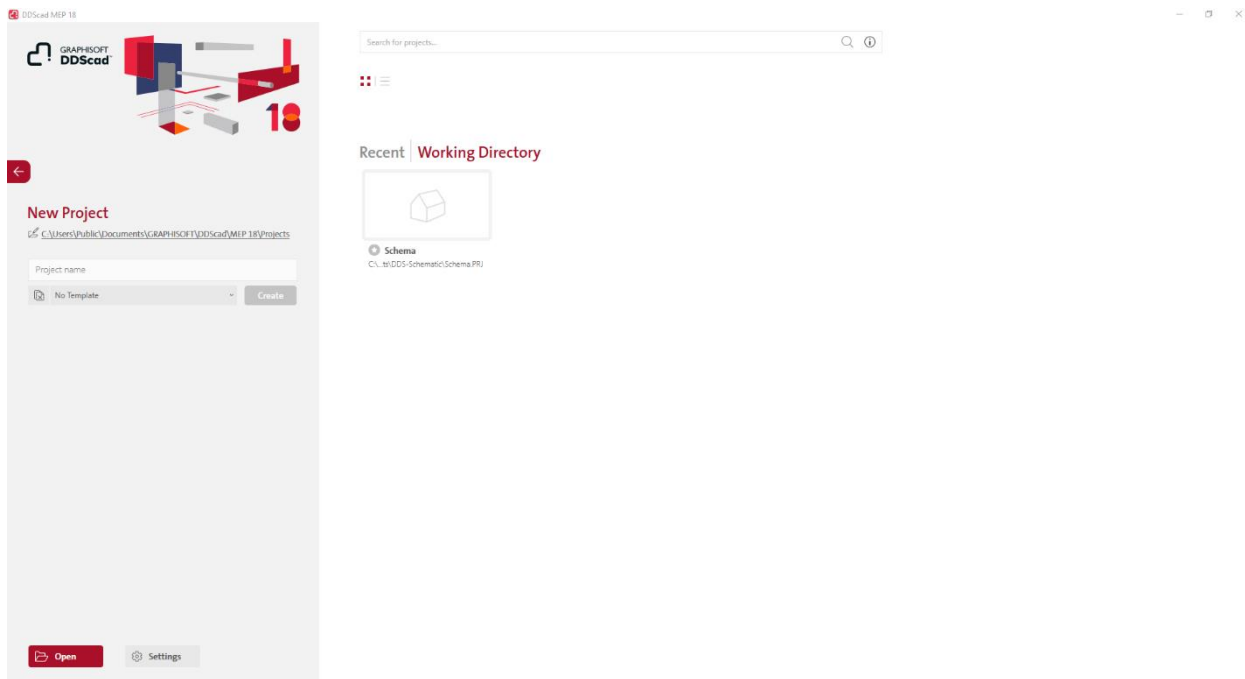 DDScad MEP 18
GRAPHISOFT
DDScad™
18
Search for projects...
Recent
Working Directory
New Project
C:\Users\Public\Documents\GRAPHISOFT\DDScad\MEP 18\Projects
Project name
No Template
Create
Schema
C:\...ts\DDS-Schematic\Schema.PRJ
Open
Settings